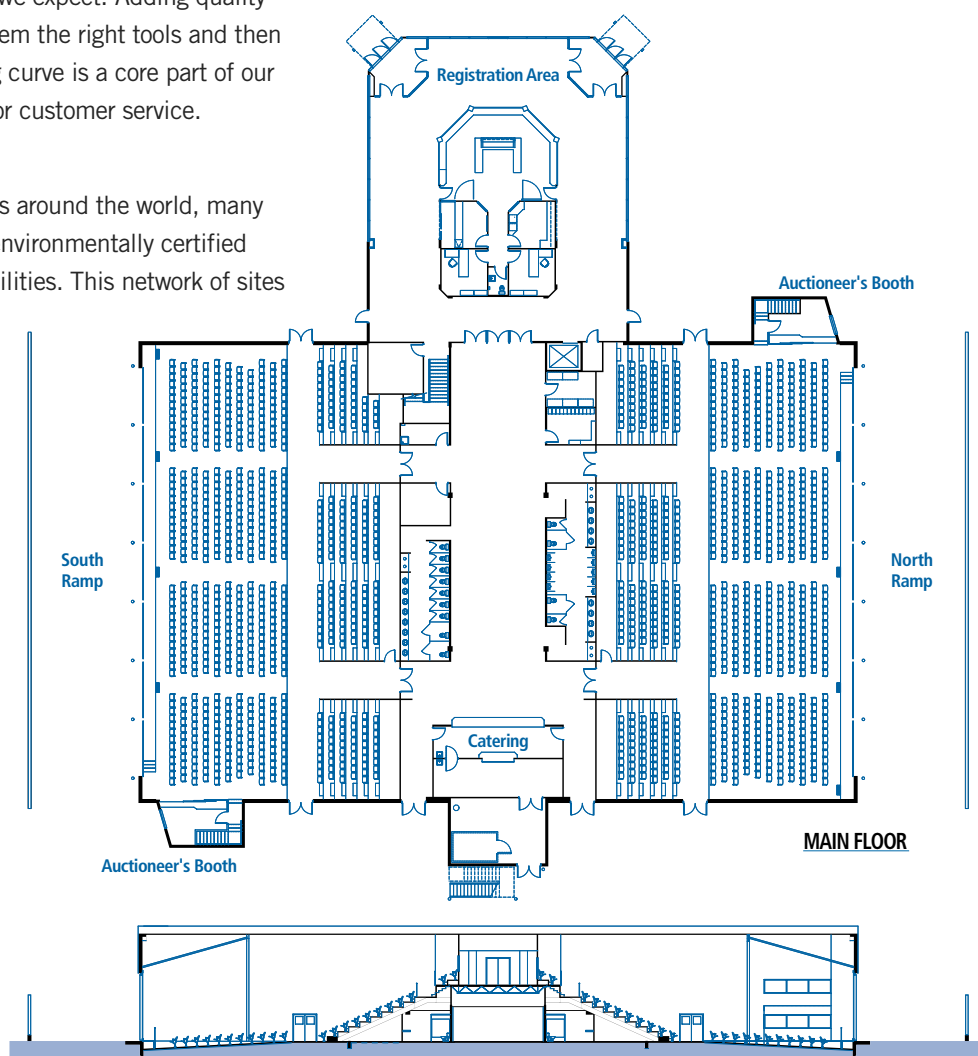 we expect. Adding quality
em the right tools and then
g curve is a core part of our
or customer service.
s around the world, many
environmentally certified
ilities. This network of sites
Registration Area
Auctioneer's Booth
South
Ramp
North
Ramp
Catering
MAIN FLOOR
Auctioneer's Booth